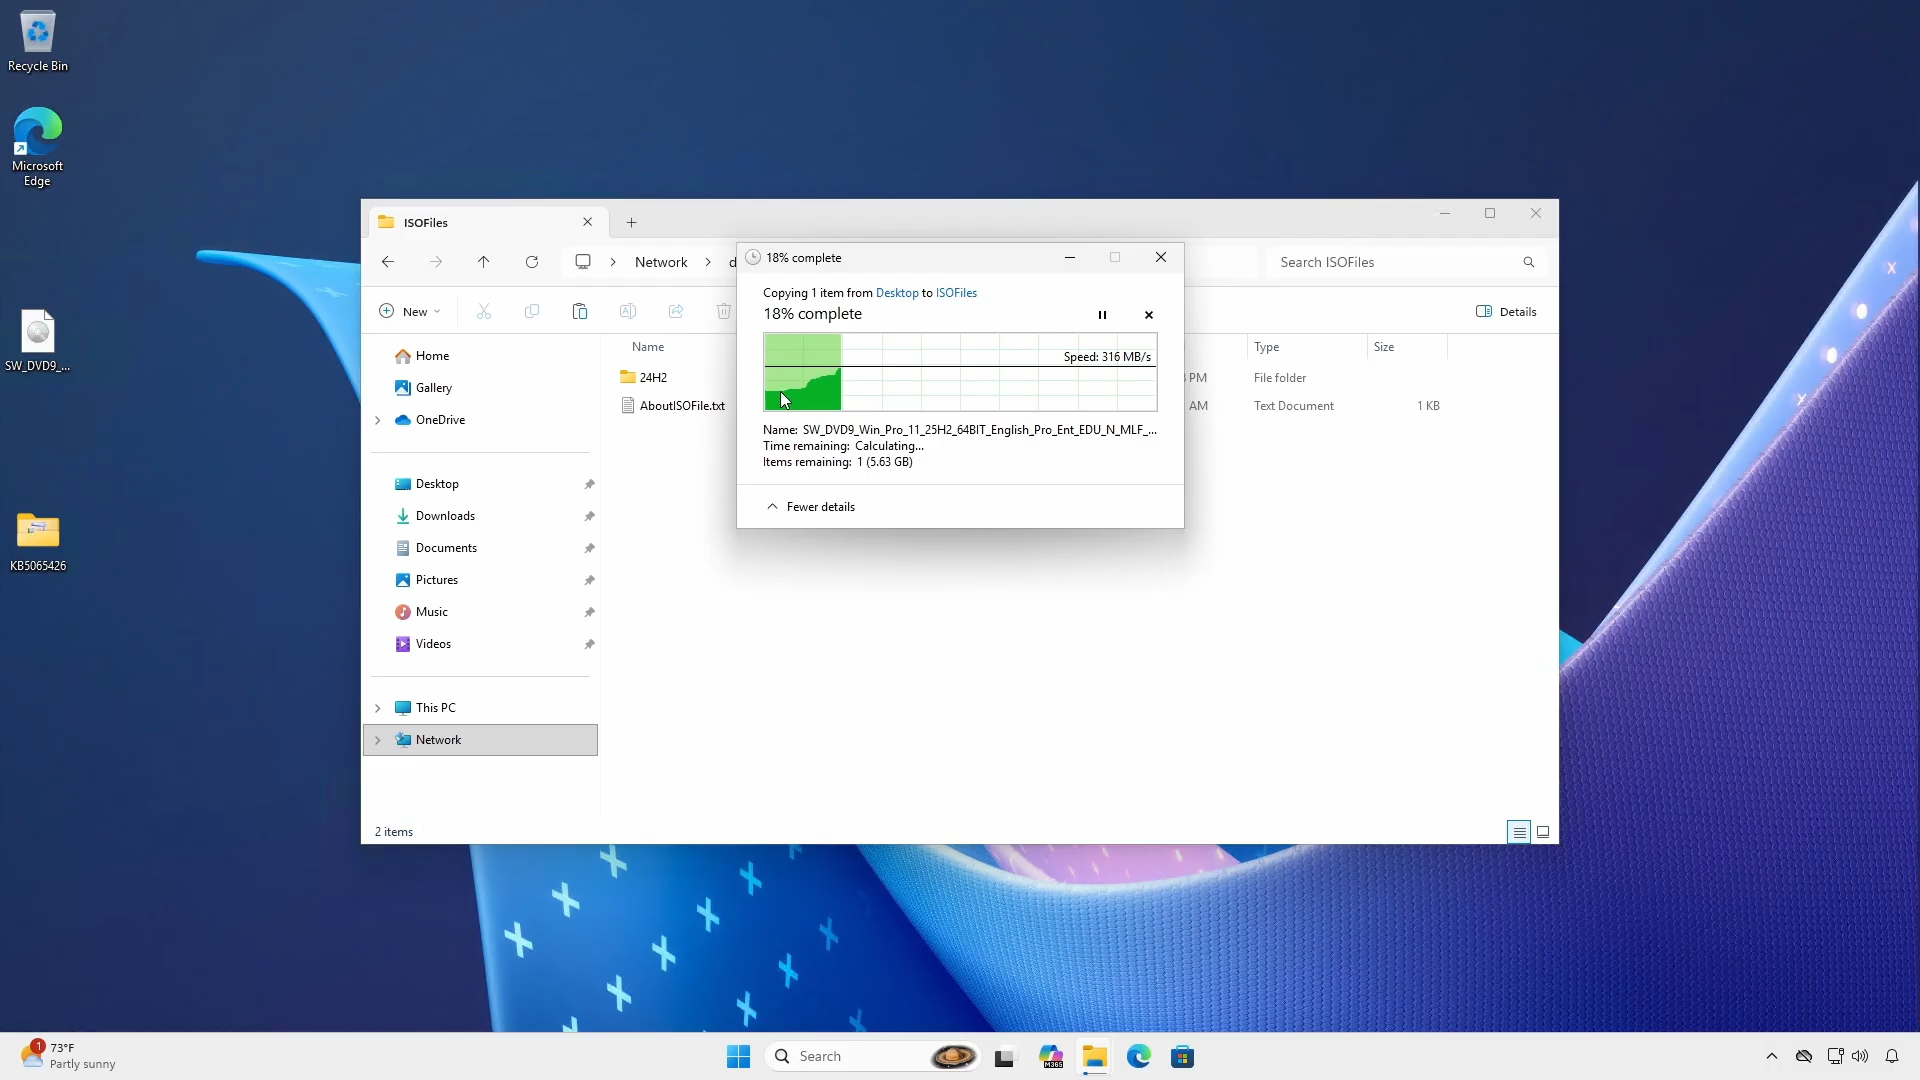 Recycle Bin
Microsoft
Edge
SW_DVD9_...
KB5065426
ISOFiles
Network
Search ISOFiles
New
Details
Home
Gallery
OneDrive
Desktop
Downloads
Documents
Pictures
Music
Videos
This PC
Network
Name
Type
Size
24H2
PM
File folder
AboutISOFile.txt
AM
Text Document
1 KB
2 items
18% complete
Copying 1 item from Desktop to ISOFiles
18% complete
Speed: 316 MB/s
Name: SW_DVD9_Win_Pro_11_25H2_64BIT_English_Pro_Ent_EDU_N_MLF_...
Time remaining: Calculating...
Items remaining: 1 (5.63 GB)
Fewer details
1
73°F
Partly sunny
Search
M365